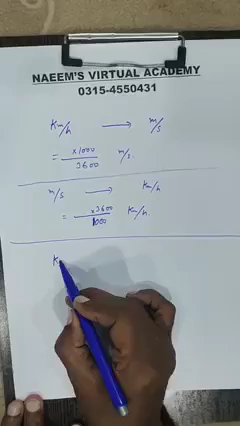 NAEEM'S VIRTUAL ACADEMY
0315-4550431
Km/h → m/s
= ×1000/3600 m/s
m/s → Km/h
= ×3600/1000 Km/h
K